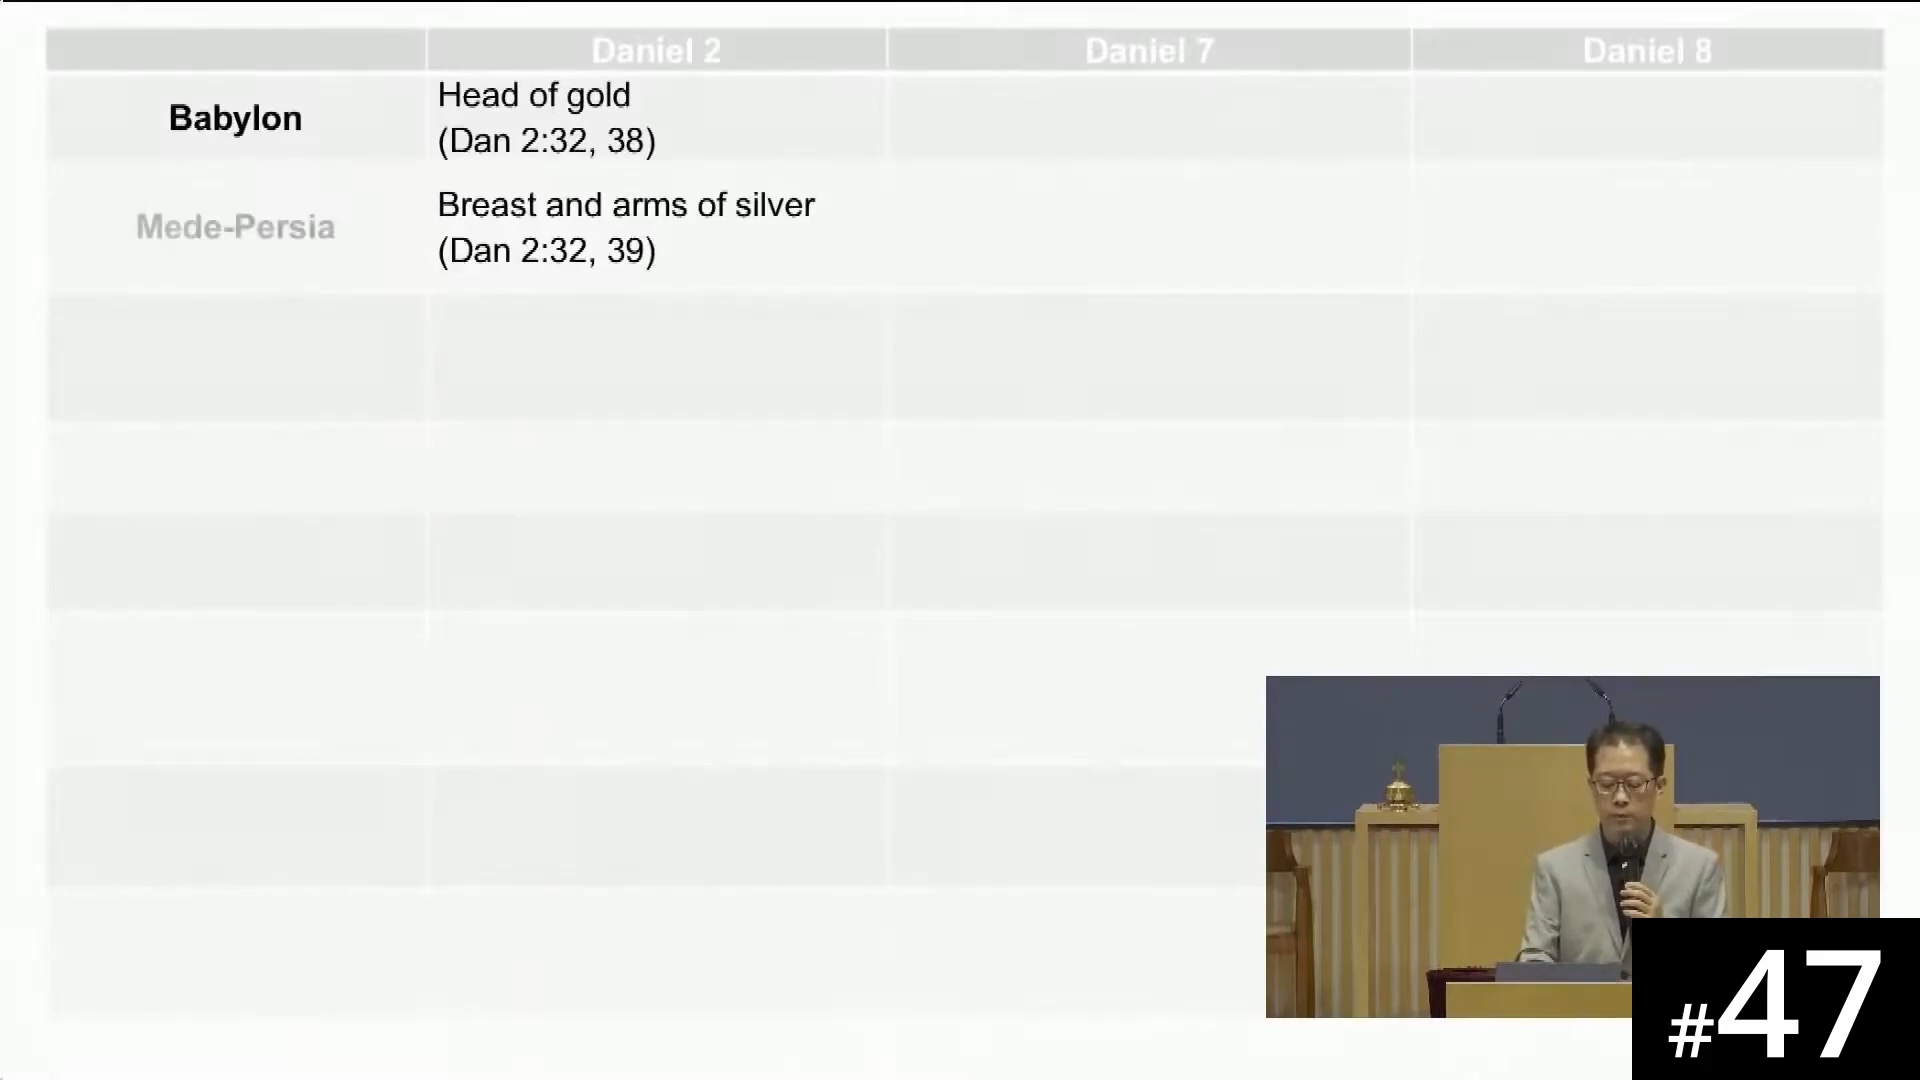 Daniel 2 Daniel 7 Daniel 8
Babylon
Head of gold
(Dan 2:32, 38)
Mede-Persia
Breast and arms of silver
(Dan 2:32, 39)
#47